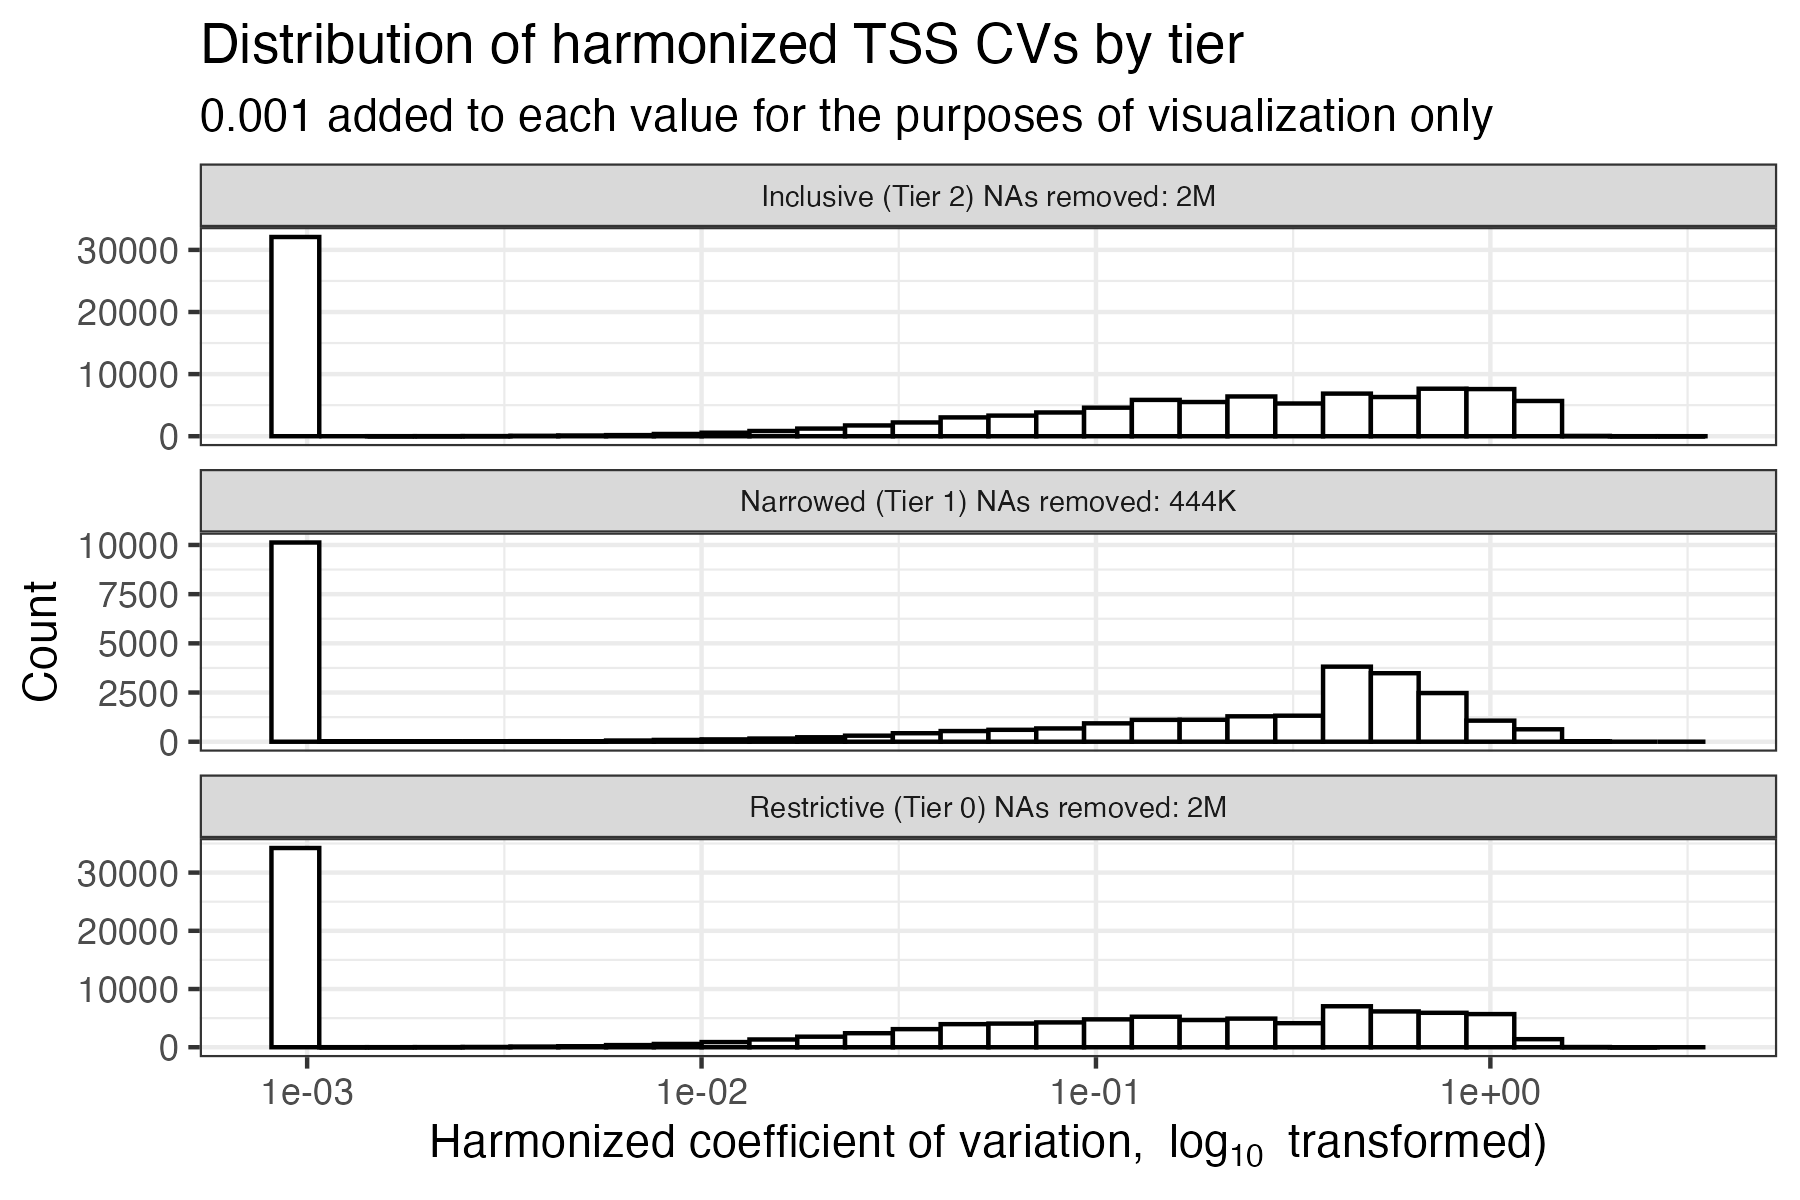 Distribution of harmonized TSS CVs by tier
0.001 added to each value for the purposes of visualization only
Inclusive (Tier 2) NAs removed: 2M
30000
20000
10000
0
Narrowed (Tier 1) NAs removed: 444K
10000
7500
5000
2500
0
Count
Restrictive (Tier 0) NAs removed: 2M
30000
20000
10000
0
1e-03 1e-02 1e-01 1e+00
Harmonized coefficient of variation, log10 transformed)